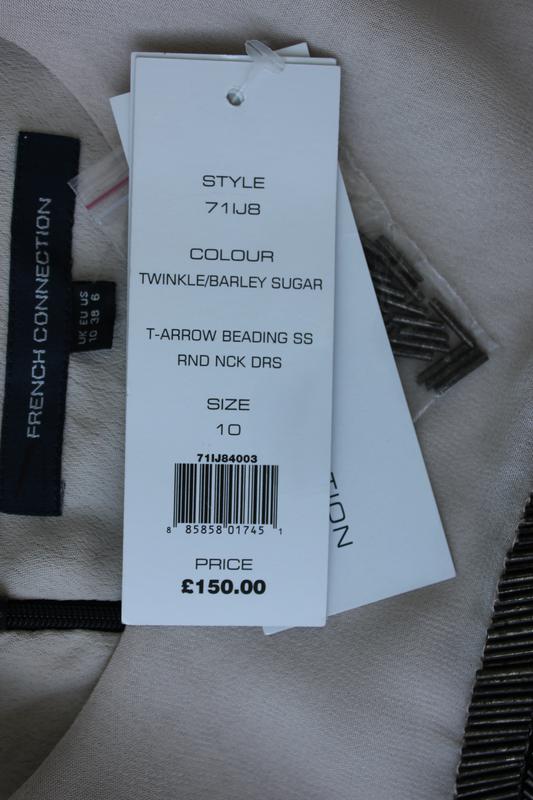 STYLE
71IJ8
COLOUR
TWINKLE/BARLEY SUGAR
T-ARROW BEADING SS
RND NCK DRS
SIZE
10
71IJ84003
8 85858 01745 1
PRICE
£150.00
FRENCH CONNECTION
UK EU US
10 38 6
TION